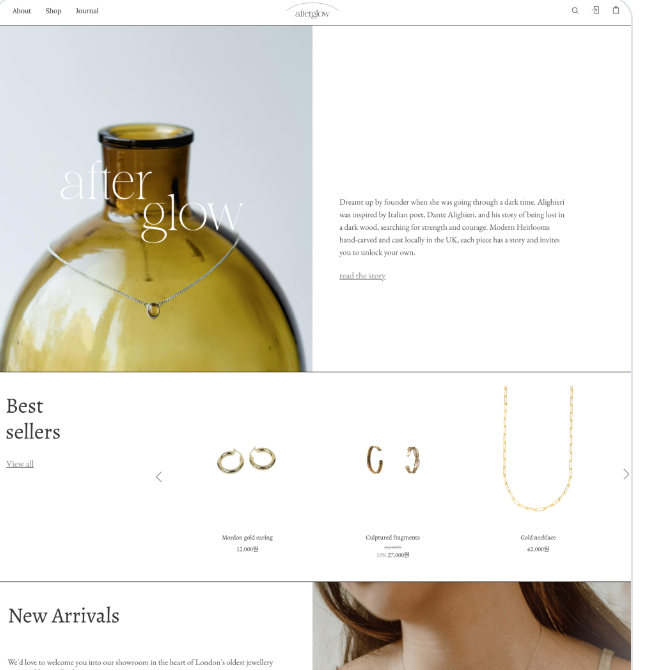 About Shop Journal
afterglow
after
glow
Dreamt up by founder when she was going through a dark time. Alighieri
was inspired by Italian poet, Dante Alighieri, and his story of being lost in
a dark wood, searching for strength and courage. Modern Heirlooms
hand-carved and cast locally in the UK, each piece has a story and invites
you to unlock your own.
read the story
Best
sellers
View all
Mordon gold earing
12.000원
Culptured fragments
10% 27,000원
Gold necklace
62.000원
New Arrivals
We'd love to welcome you into our showroom in the heart of London's oldest jewellery